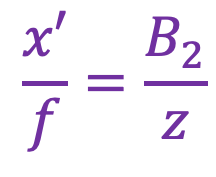 x′/f = B₂/z